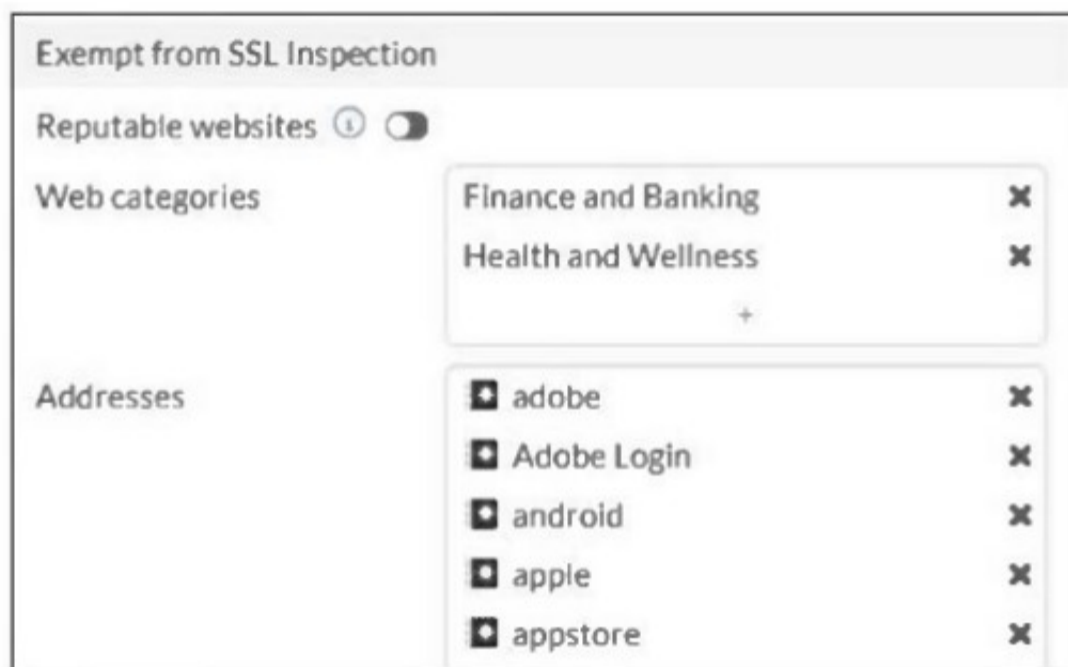 Exempt from SSL Inspection
Reputable websites
Web categories
Finance and Banking
Health and Wellness
+
Addresses
adobe
Adobe Login
android
apple
appstore